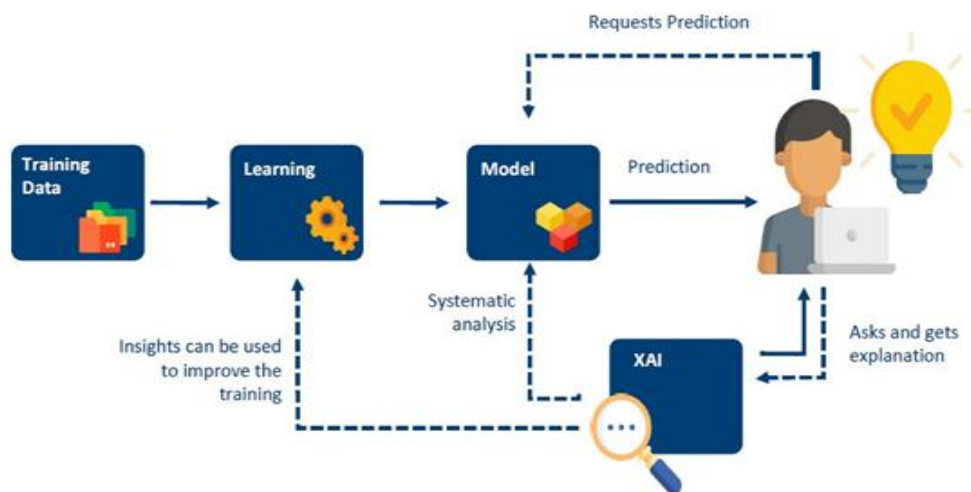 Requests Prediction
Training
Data
Learning
Model
Prediction
Systematic
analysis
Insights can be used
to improve the
training
XAI
Asks and gets
explanation